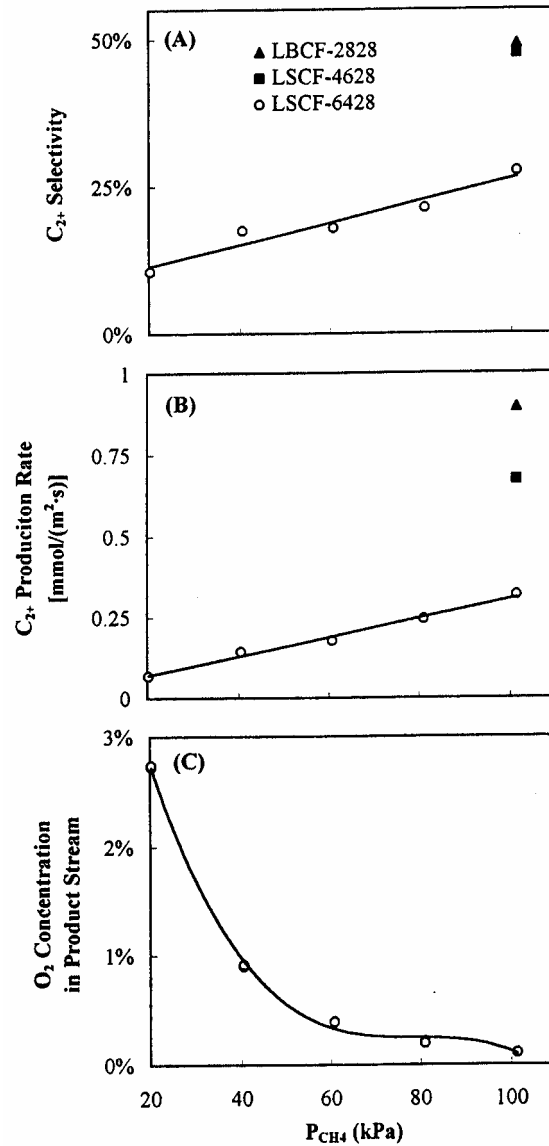 (A)
50%
25%
0%
C2+ Selectivity
▲ LBCF-2828
■ LSCF-4628
○ LSCF-6428
(B)
1
0.75
0.5
0.25
0
C2+ Produciton Rate
[mmol/(m²·s)]
(C)
3%
2%
1%
0%
O2 Concentration
in Product Stream
20 40 60 80 100
PCH4 (kPa)